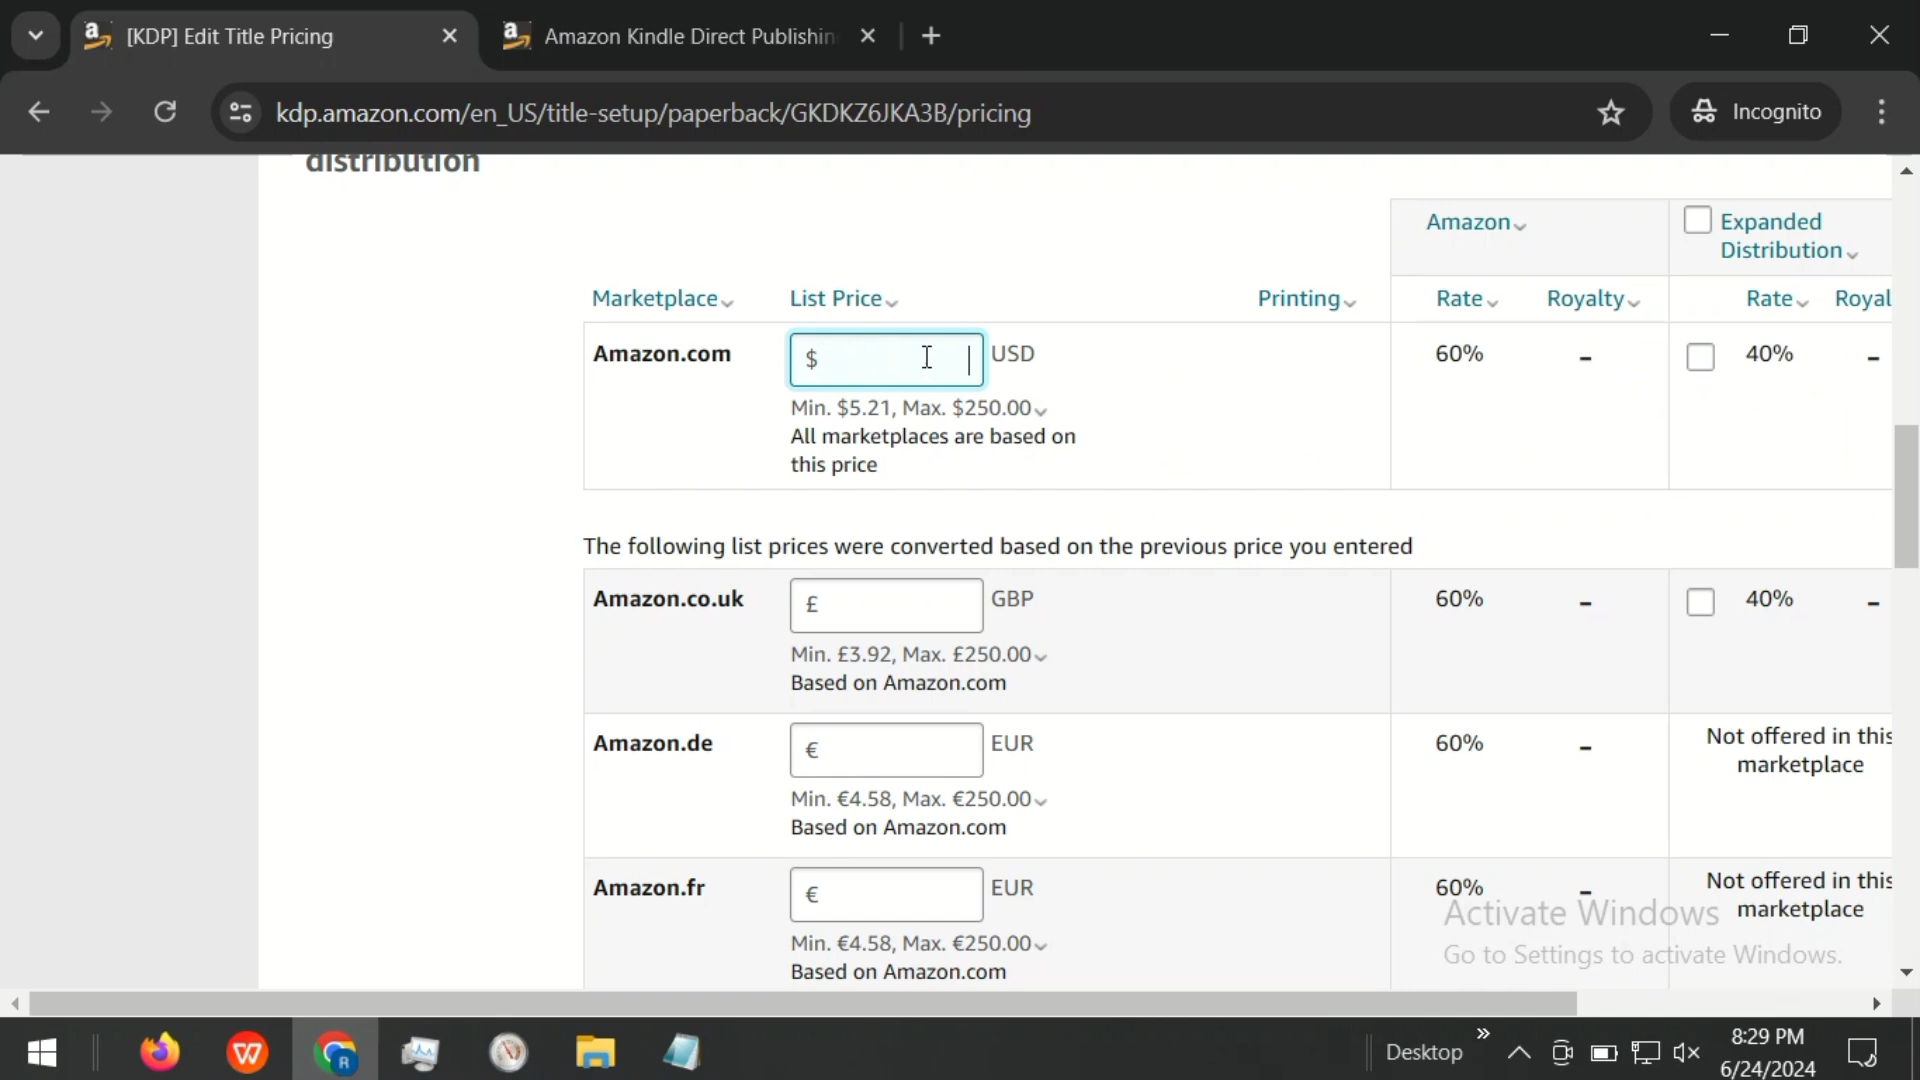 [KDP] Edit Title Pricing
Amazon Kindle Direct Publishin
kdp.amazon.com/en_US/title-setup/paperback/GKDKZ6JKA3B/pricing
Incognito
distribution
Amazon
Expanded
Distribution
Marketplace
List Price
Printing
Rate
Royalty
Rate
Royal
Amazon.com
$
USD
60%
–
40%
–
Min. $5.21, Max. $250.00
All marketplaces are based on
this price
The following list prices were converted based on the previous price you entered
Amazon.co.uk
£
GBP
60%
–
40%
–
Min. £3.92, Max. £250.00
Based on Amazon.com
Amazon.de
€
EUR
60%
–
Not offered in this
marketplace
Min. €4.58, Max. €250.00
Based on Amazon.com
Amazon.fr
€
EUR
60%
–
Not offered in this
marketplace
Min. €4.58, Max. €250.00
Based on Amazon.com
Activate Windows
Go to Settings to activate Windows.
Desktop
8:29 PM
6/24/2024